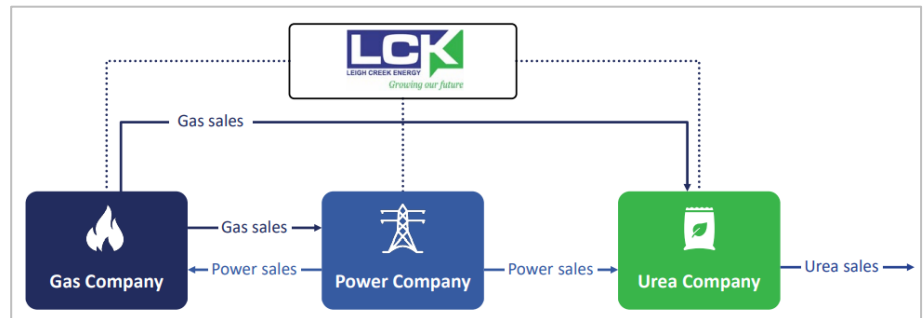 LCK
LEIGH CREEK ENERGY
Growing our future
Gas sales
Gas sales
Power sales
Power sales
Urea sales
Gas Company
Power Company
Urea Company